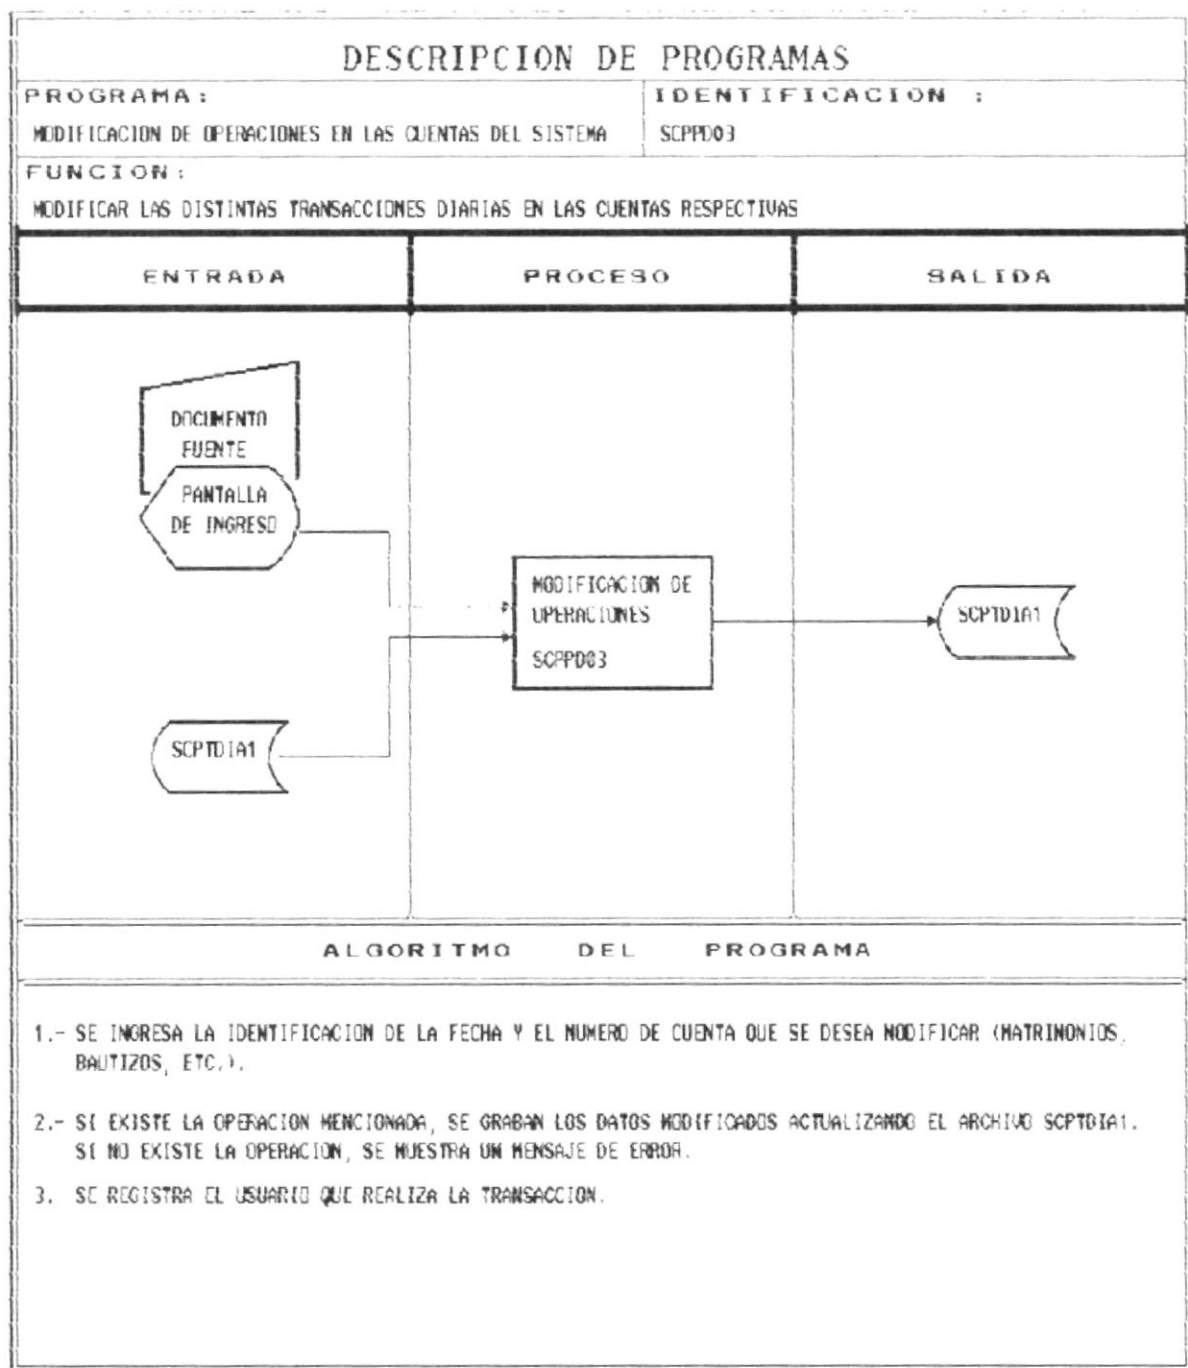 DESCRIPCION DE PROGRAMAS
PROGRAMA:
IDENTIFICACION :
MODIFICACION DE OPERACIONES EN LAS CUENTAS DEL SISTEMA
SCPPD03
FUNCION:
MODIFICAR LAS DISTINTAS TRANSACCIONES DIARIAS EN LAS CUENTAS RESPECTIVAS
ENTRADA
PROCESO
SALIDA
DOCUMENTO
FUENTE
PANTALLA
DE INGRESO
MODIFICACION DE
OPERACIONES
SCPPD03
SCPTDIA1
SCPTDIA1
ALGORITMO DEL PROGRAMA
1.- SE INGRESA LA IDENTIFICACION DE LA FECHA Y EL NUMERO DE CUENTA QUE SE DESEA MODIFICAR (MATRIMONIOS,
BAUTIZOS, ETC.).
2.- SI EXISTE LA OPERACION MENCIONADA, SE GRABAN LOS DATOS MODIFICADOS ACTUALIZANDO EL ARCHIVO SCPTDIA1.
SI NO EXISTE LA OPERACION, SE MUESTRA UN MENSAJE DE ERROR.
3. SE REGISTRA EL USUARIO QUE REALIZA LA TRANSACCION.